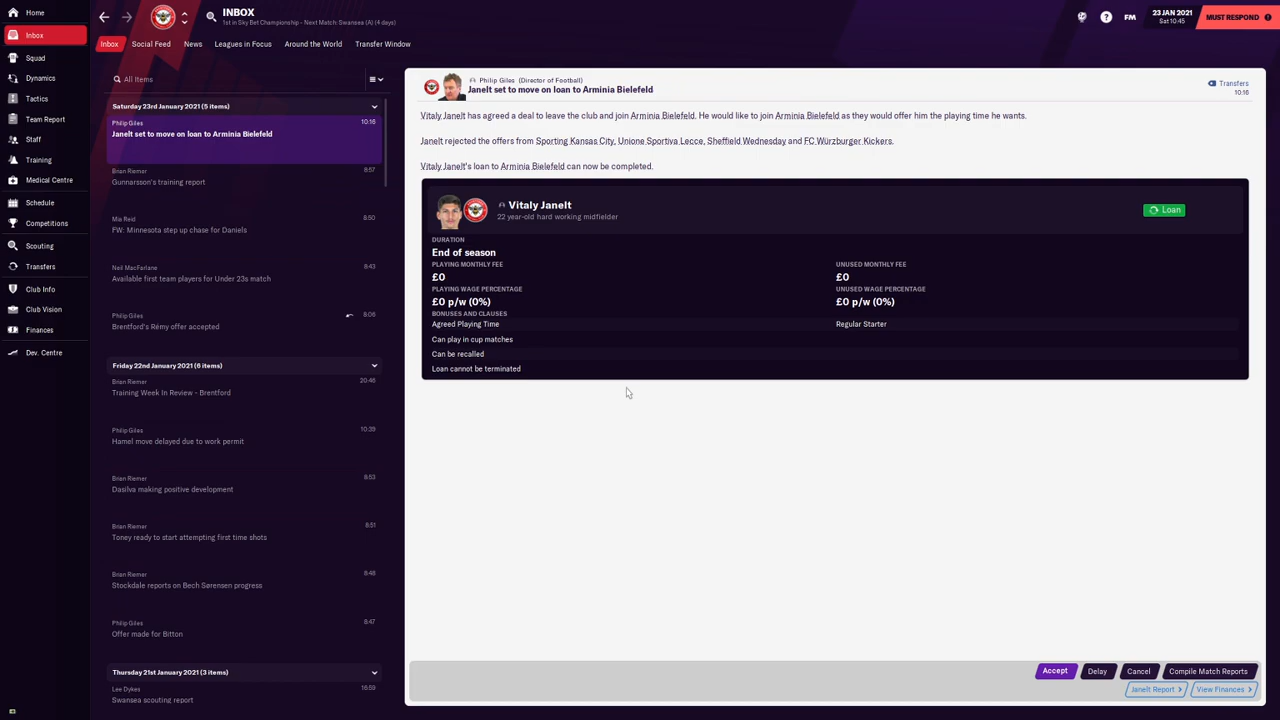 Home
INBOX
1st in Sky Bet Championship - Next Match: Swansea (A) (4 days)
FM
23 JAN 2021
Sat 10:45
MUST RESPOND
Inbox
Squad
Dynamics
Tactics
Team Report
Staff
Training
Medical Centre
Schedule
Competitions
Scouting
Transfers
Club Info
Club Vision
Finances
Dev. Centre
Inbox Social Feed News Leagues in Focus Around the World Transfer Window
All Items
Saturday 23rd January 2021 (5 items)
Philip Giles 10:16
Janelt set to move on loan to Arminia Bielefeld
Brian Riemer 8:57
Gunnarsson's training report
Mia Reid 8:50
FW: Minnesota step up chase for Daniels
Neil MacFarlane 8:43
Available first team players for Under 23s match
Philip Giles 8:06
Brentford's Rémy offer accepted
Friday 22nd January 2021 (6 items)
Brian Riemer 20:46
Training Week In Review - Brentford
Philip Giles 10:39
Hamel move delayed due to work permit
Brian Riemer 8:53
Dasilva making positive development
Brian Riemer 8:51
Toney ready to start attempting first time shots
Brian Riemer 8:48
Stockdale reports on Bech Sørensen progress
Philip Giles 8:47
Offer made for Bitton
Thursday 21st January 2021 (3 items)
Lee Dykes 16:59
Swansea scouting report
Philip Giles (Director of Football)
Janelt set to move on loan to Arminia Bielefeld
Transfers
10:16
Vitaly Janelt has agreed a deal to leave the club and join Arminia Bielefeld. He would like to join Arminia Bielefeld as they would offer him the playing time he wants.
Janelt rejected the offers from Sporting Kansas City, Unione Sportiva Lecce, Sheffield Wednesday and FC Würzburger Kickers.
Vitaly Janelt's loan to Arminia Bielefeld can now be completed.
Vitaly Janelt
22 year-old hard working midfielder
Loan
DURATION
End of season
PLAYING MONTHLY FEE UNUSED MONTHLY FEE
£0 £0
PLAYING WAGE PERCENTAGE UNUSED WAGE PERCENTAGE
£0 p/w (0%) £0 p/w (0%)
BONUSES AND CLAUSES
Agreed Playing Time Regular Starter
Can play in cup matches
Can be recalled
Loan cannot be terminated
Accept Delay Cancel Compile Match Reports
Janelt Report View Finances